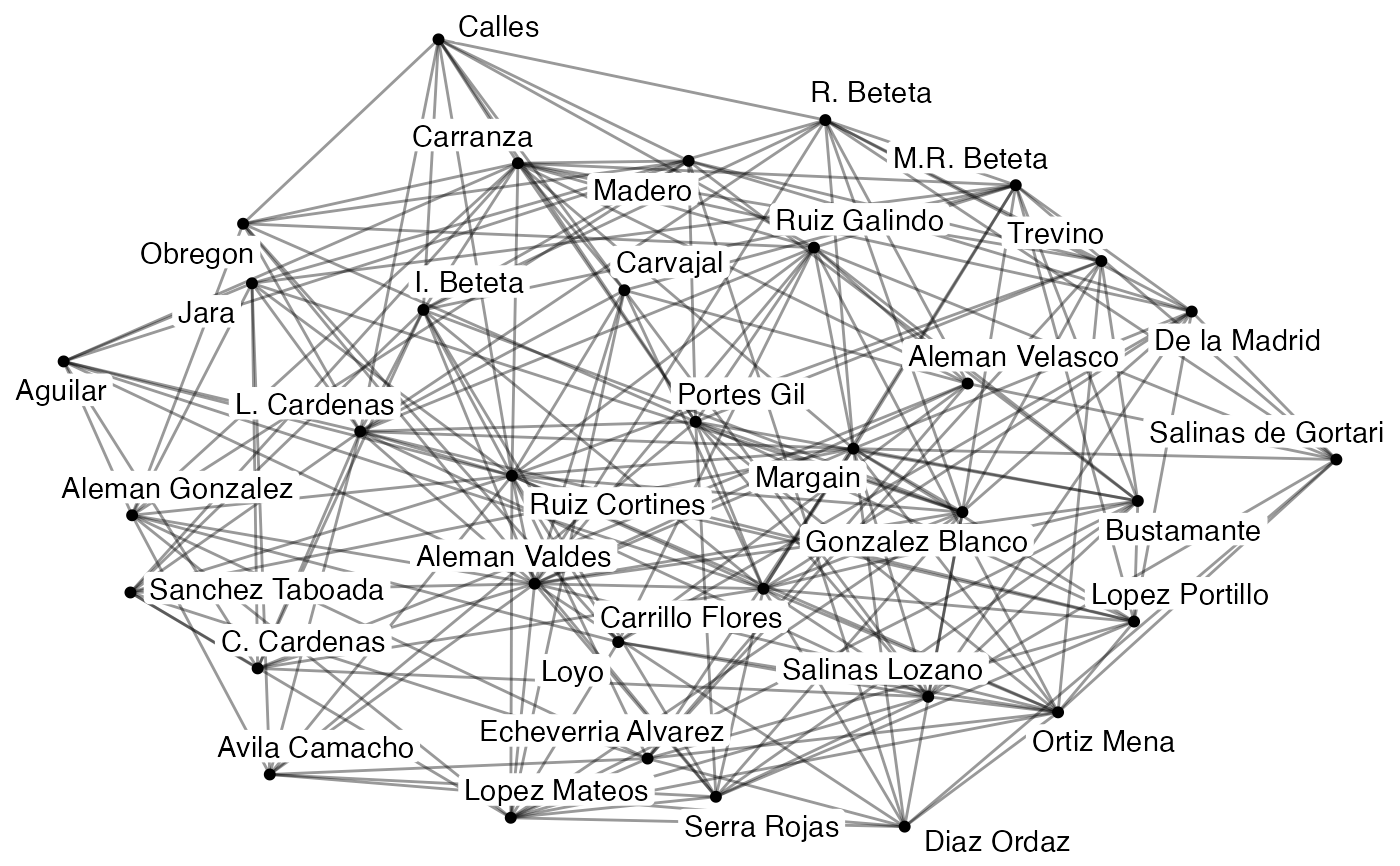 Calles
R. Beteta
Carranza
M.R. Beteta
Madero
Ruiz Galindo
Trevino
Obregon
Carvajal
I. Beteta
Jara
De la Madrid
Aleman Velasco
Aguilar
Portes Gil
L. Cardenas
Salinas de Gortari
Margain
Aleman Gonzalez
Ruiz Cortines
Bustamante
Gonzalez Blanco
Aleman Valdes
Sanchez Taboada
Lopez Portillo
Carrillo Flores
C. Cardenas
Loyo
Salinas Lozano
Echeverria Alvarez
Ortiz Mena
Avila Camacho
Lopez Mateos
Serra Rojas
Diaz Ordaz